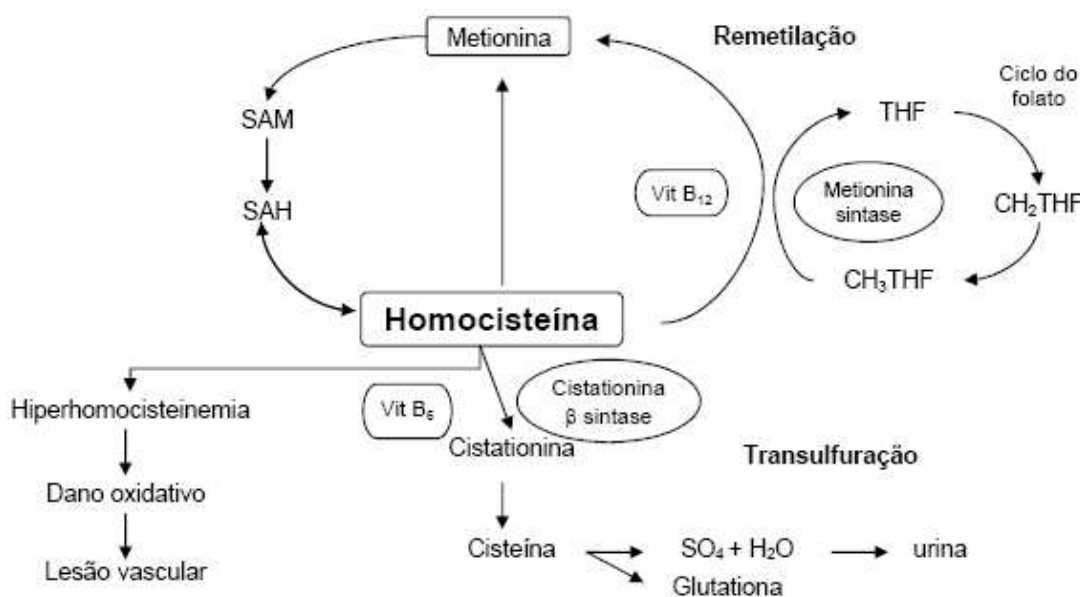 Metionina
Remetilação
Ciclo do
folato
SAM
THF
Vit B₁₂
Metionina
sintase
SAH
CH₂THF
CH₃THF
Homocisteína
Hiperhomocisteinemia
Vit B₆
Cistationina
β sintase
Cistationina
Transulfuração
Dano oxidativo
Cisteína
SO₄ + H₂O
urina
Lesão vascular
Glutationa